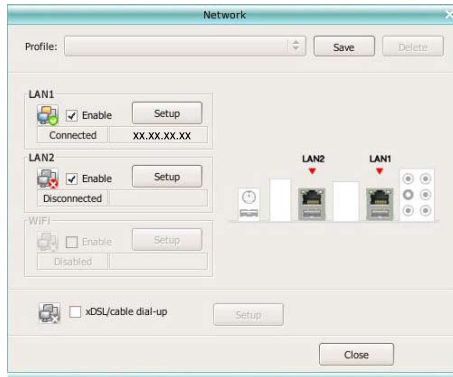 Network
Profile:
Save
Delete
LAN1
Enable
Setup
Connected
XX.XX.XX.XX
LAN2
Enable
Setup
Disconnected
LAN2
LAN1
WiFi
Enable
Setup
Disabled
xDSL/cable dial-up
Setup
Close